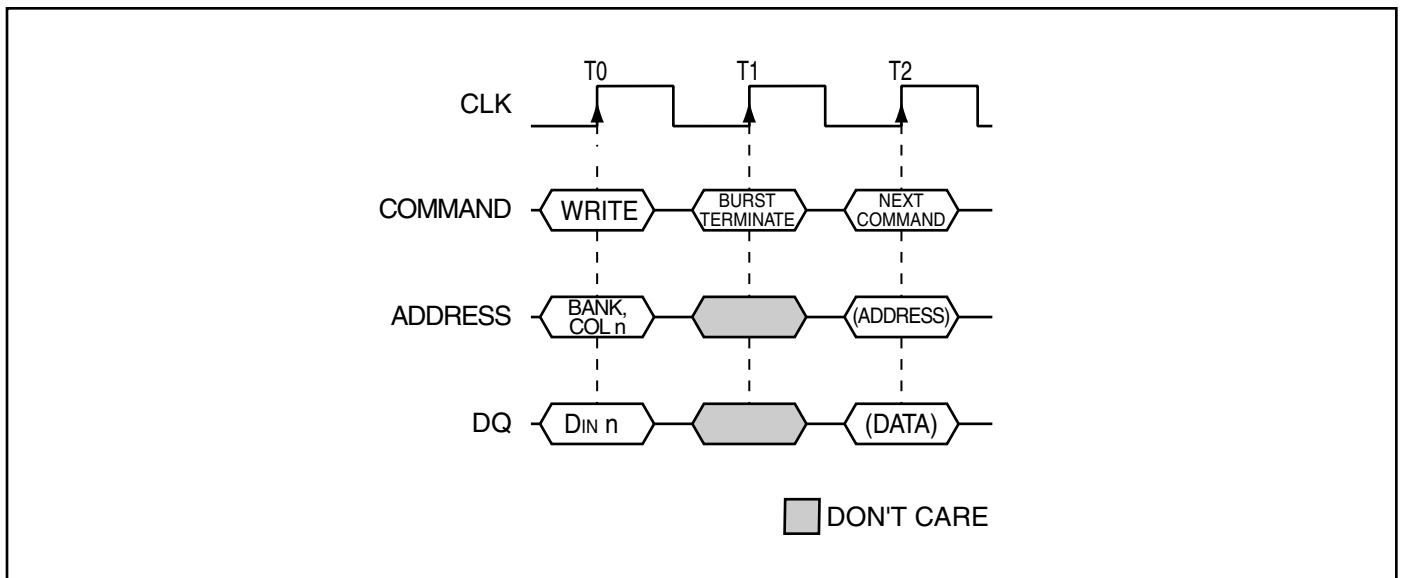 T0 T1 T2
CLK
COMMAND WRITE BURST TERMINATE NEXT COMMAND
ADDRESS BANK, COL n (ADDRESS)
DQ DIN n (DATA)
DON'T CARE